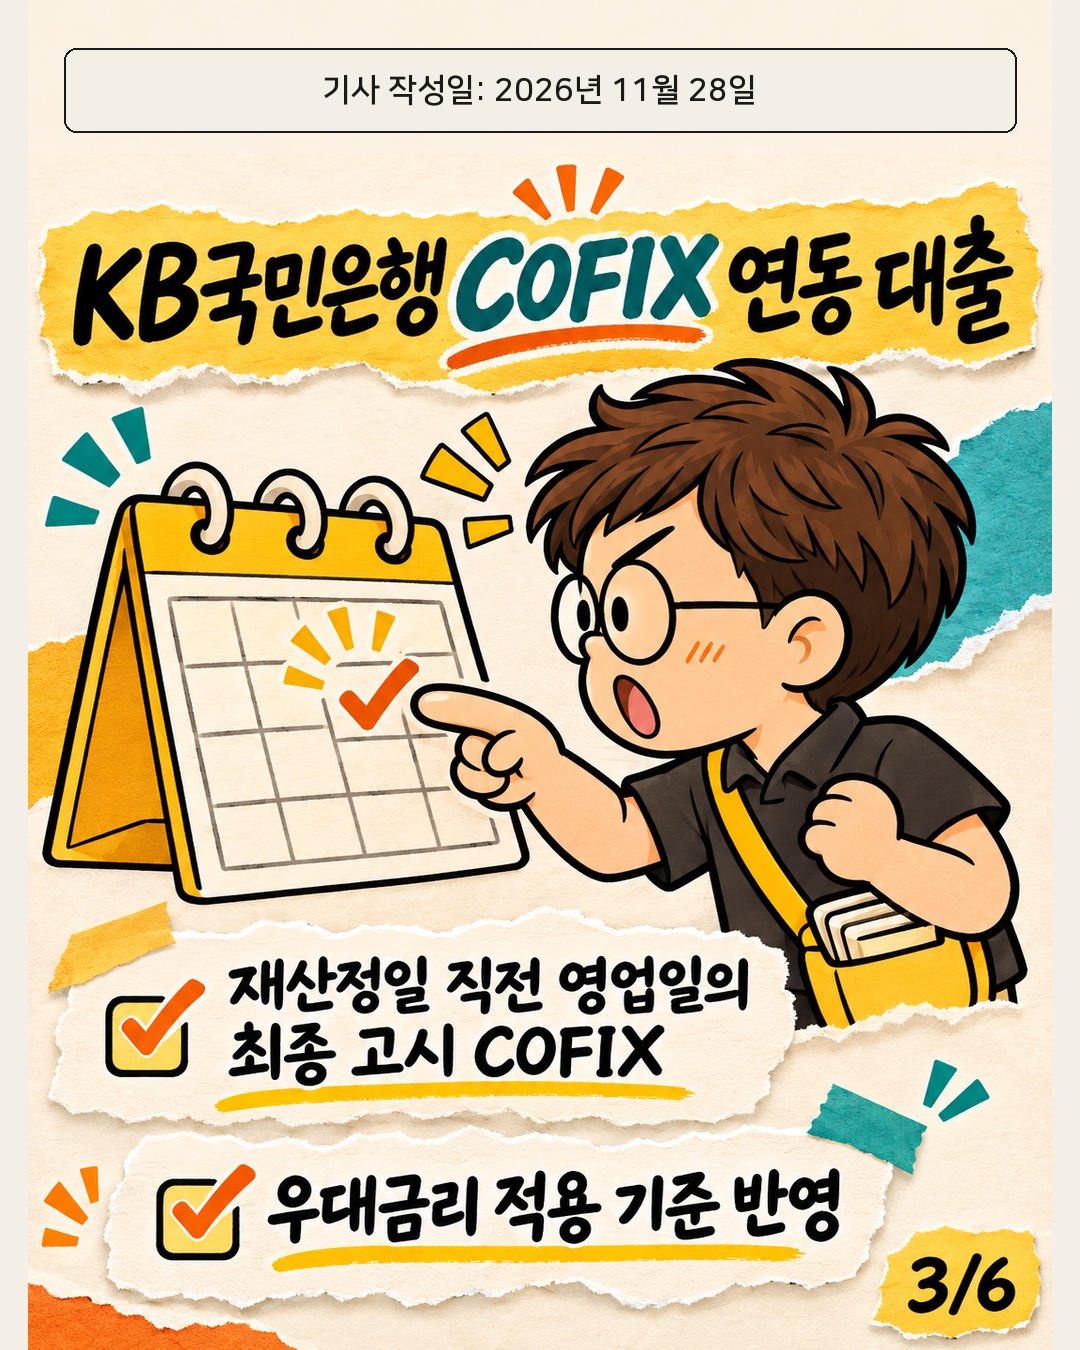 기사 작성일: 2026년 11월 28일
KB국민은행 COFIX 연동 대출
재산정일 직전 영업일의
최종 고시 COFIX
우대금리 적용 기준 반영
3/6